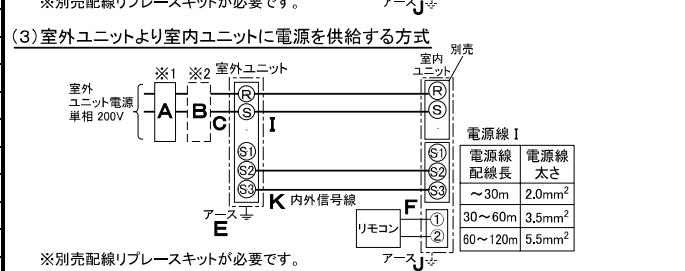 ※別売配線リプレースキットが必要です。
アース J
(3)室外ユニットより室内ユニットに電源を供給する方式
別売
※1 ※2 室外ユニット
室内
ユニット
室外
ユニット電源
単相 200V
A B C R S I R S
S1 S2 S3 S1 S2 S3
K 内外信号線
アース
E
F
リモコン ① ②
アース J
電源線 I
電源線配線長 電源線太さ
～30m 2.0mm²
30～60m 3.5mm²
60～120m 5.5mm²
※別売配線リプレースキットが必要です。